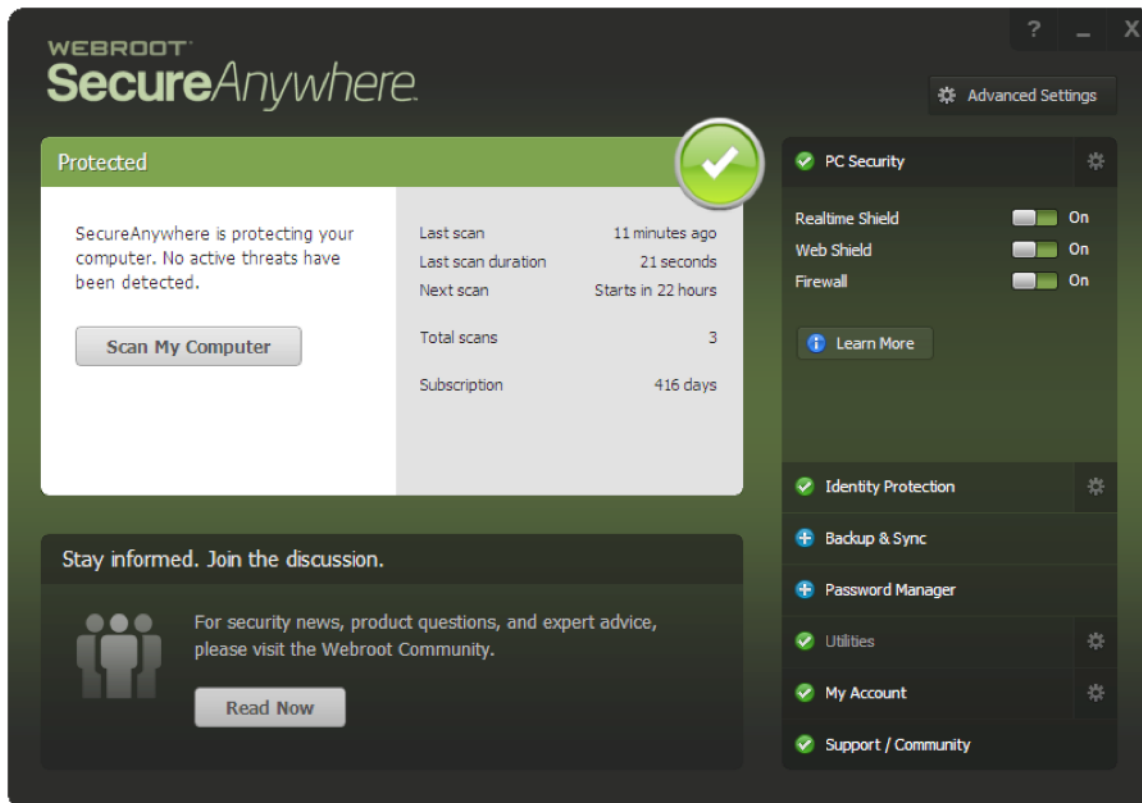 WEBROOT™
SecureAnywhere™
? _ X
Advanced Settings
Protected
SecureAnywhere is protecting your
computer. No active threats have
been detected.
Scan My Computer
Last scan 11 minutes ago
Last scan duration 21 seconds
Next scan Starts in 22 hours
Total scans 3
Subscription 416 days
Stay informed. Join the discussion.
For security news, product questions, and expert advice,
please visit the Webroot Community.
Read Now
PC Security
Realtime Shield On
Web Shield On
Firewall On
Learn More
Identity Protection
Backup & Sync
Password Manager
Utilities
My Account
Support / Community